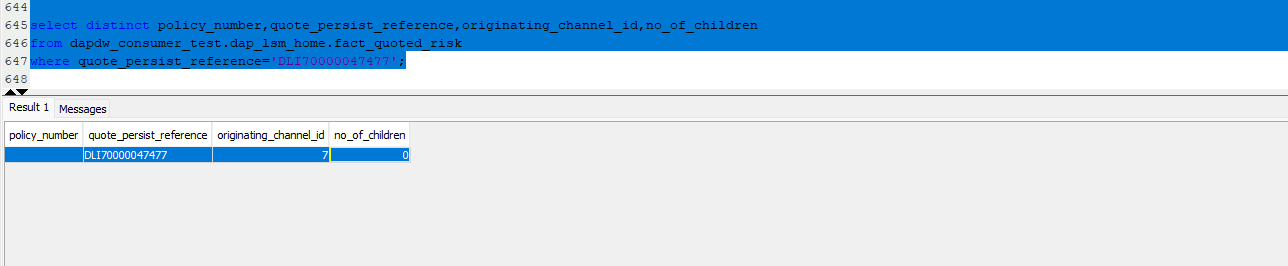 644
645 select distinct policy_number,quote_persist_reference,originating_channel_id,no_of_children
646 from dapdw_consumer_test.dap_lsm_home.fact_quoted_risk
647 where quote_persist_reference='DLI70000047477';
648
Result 1 Messages
policy_number quote_persist_reference originating_channel_id no_of_children
DLI70000047477 7 0